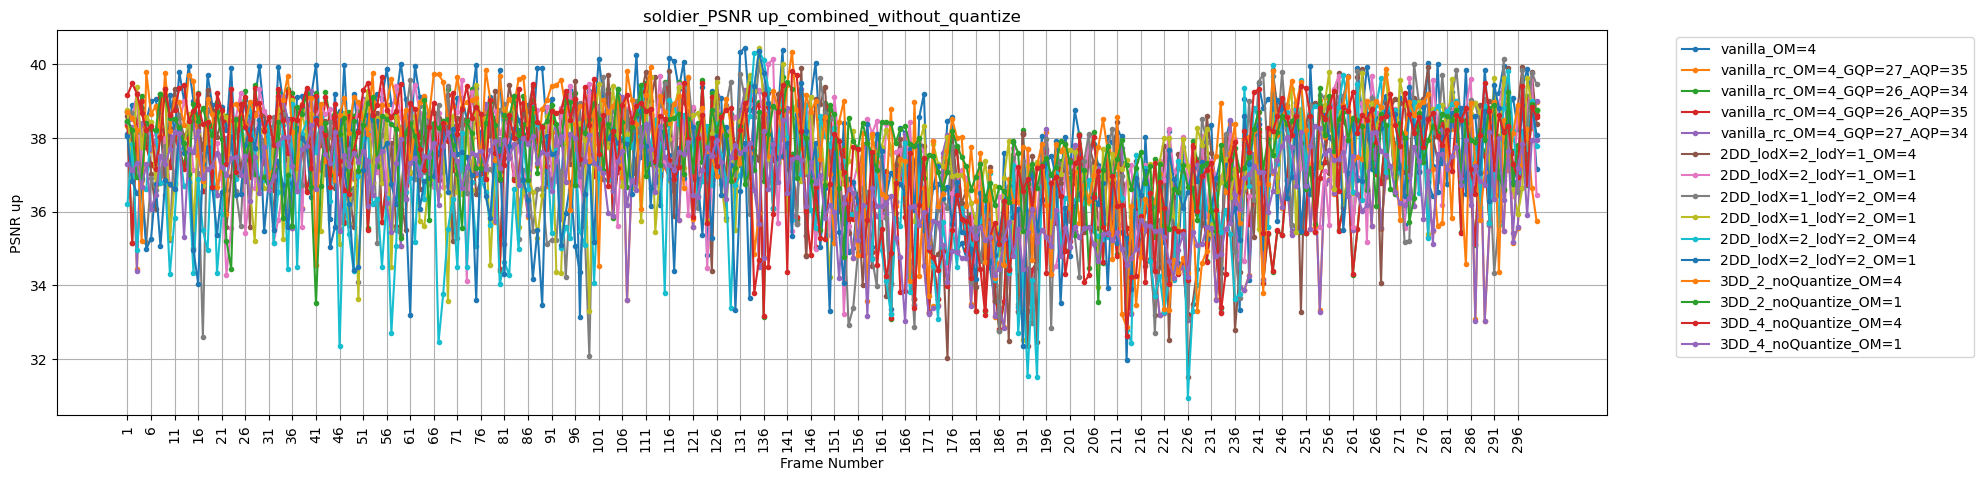 soldier_PSNR up_combined_without_quantize
PSNR up
40
38
36
34
32
1 6 11 16 21 26 31 36 41 46 51 56 61 66 71 76 81 86 91 96 101 106 111 116 121 126 131 136 141 146 151 156 161 166 171 176 181 186 191 196 201 206 211 216 221 226 231 236 241 246 251 256 261 266 271 276 281 286 291 296
Frame Number
vanilla_OM=4
vanilla_rc_OM=4_GQP=27_AQP=35
vanilla_rc_OM=4_GQP=26_AQP=34
vanilla_rc_OM=4_GQP=26_AQP=35
vanilla_rc_OM=4_GQP=27_AQP=34
2DD_lodX=2_lodY=1_OM=4
2DD_lodX=2_lodY=1_OM=1
2DD_lodX=1_lodY=2_OM=4
2DD_lodX=1_lodY=2_OM=1
2DD_lodX=2_lodY=2_OM=4
2DD_lodX=2_lodY=2_OM=1
3DD_2_noQuantize_OM=4
3DD_2_noQuantize_OM=1
3DD_4_noQuantize_OM=4
3DD_4_noQuantize_OM=1